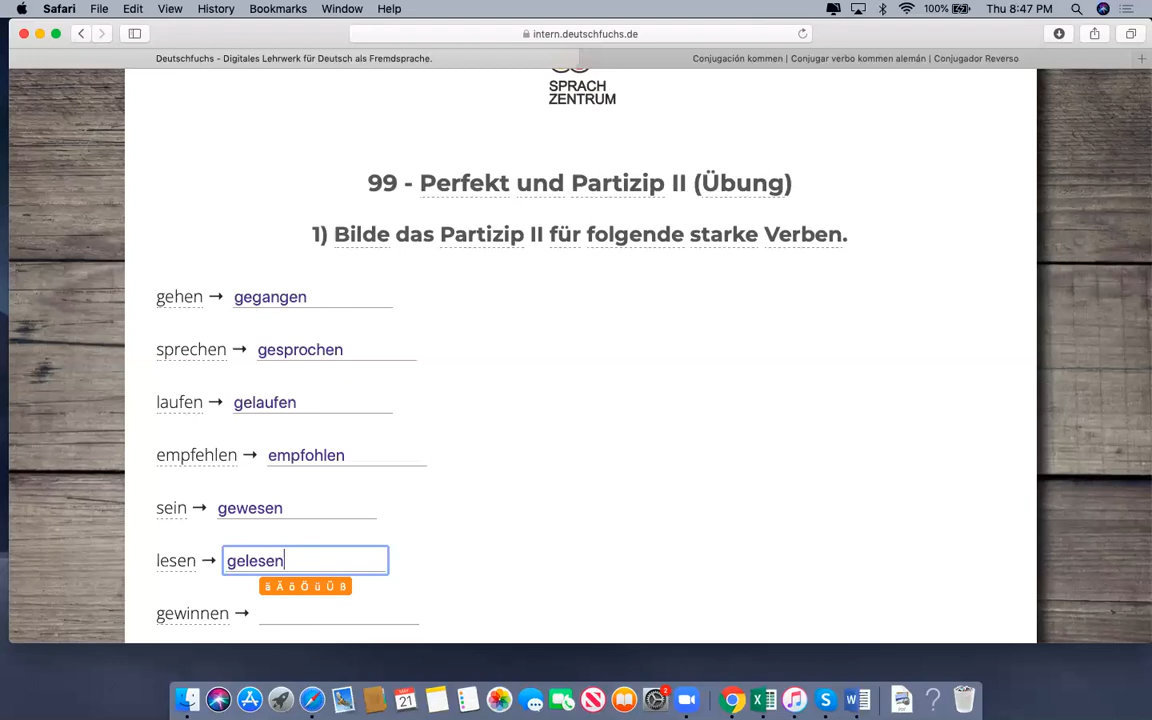 Safari File Edit View History Bookmarks Window Help 100% Thu 8:47 PM
intern.deutschfuchs.de
Deutschfuchs - Digitales Lehrwerk für Deutsch als Fremdsprache. Conjugación kommen | Conjugar verbo kommen alemán | Conjugador Reverso
SPRACH
ZENTRUM
99 - Perfekt und Partizip II (Übung)
1) Bilde das Partizip II für folgende starke Verben.
gehen → gegangen
sprechen → gesprochen
laufen → gelaufen
empfehlen → empfohlen
sein → gewesen
lesen → gelesen
ä Ä ö Ö ü Ü ß
gewinnen →
21
2